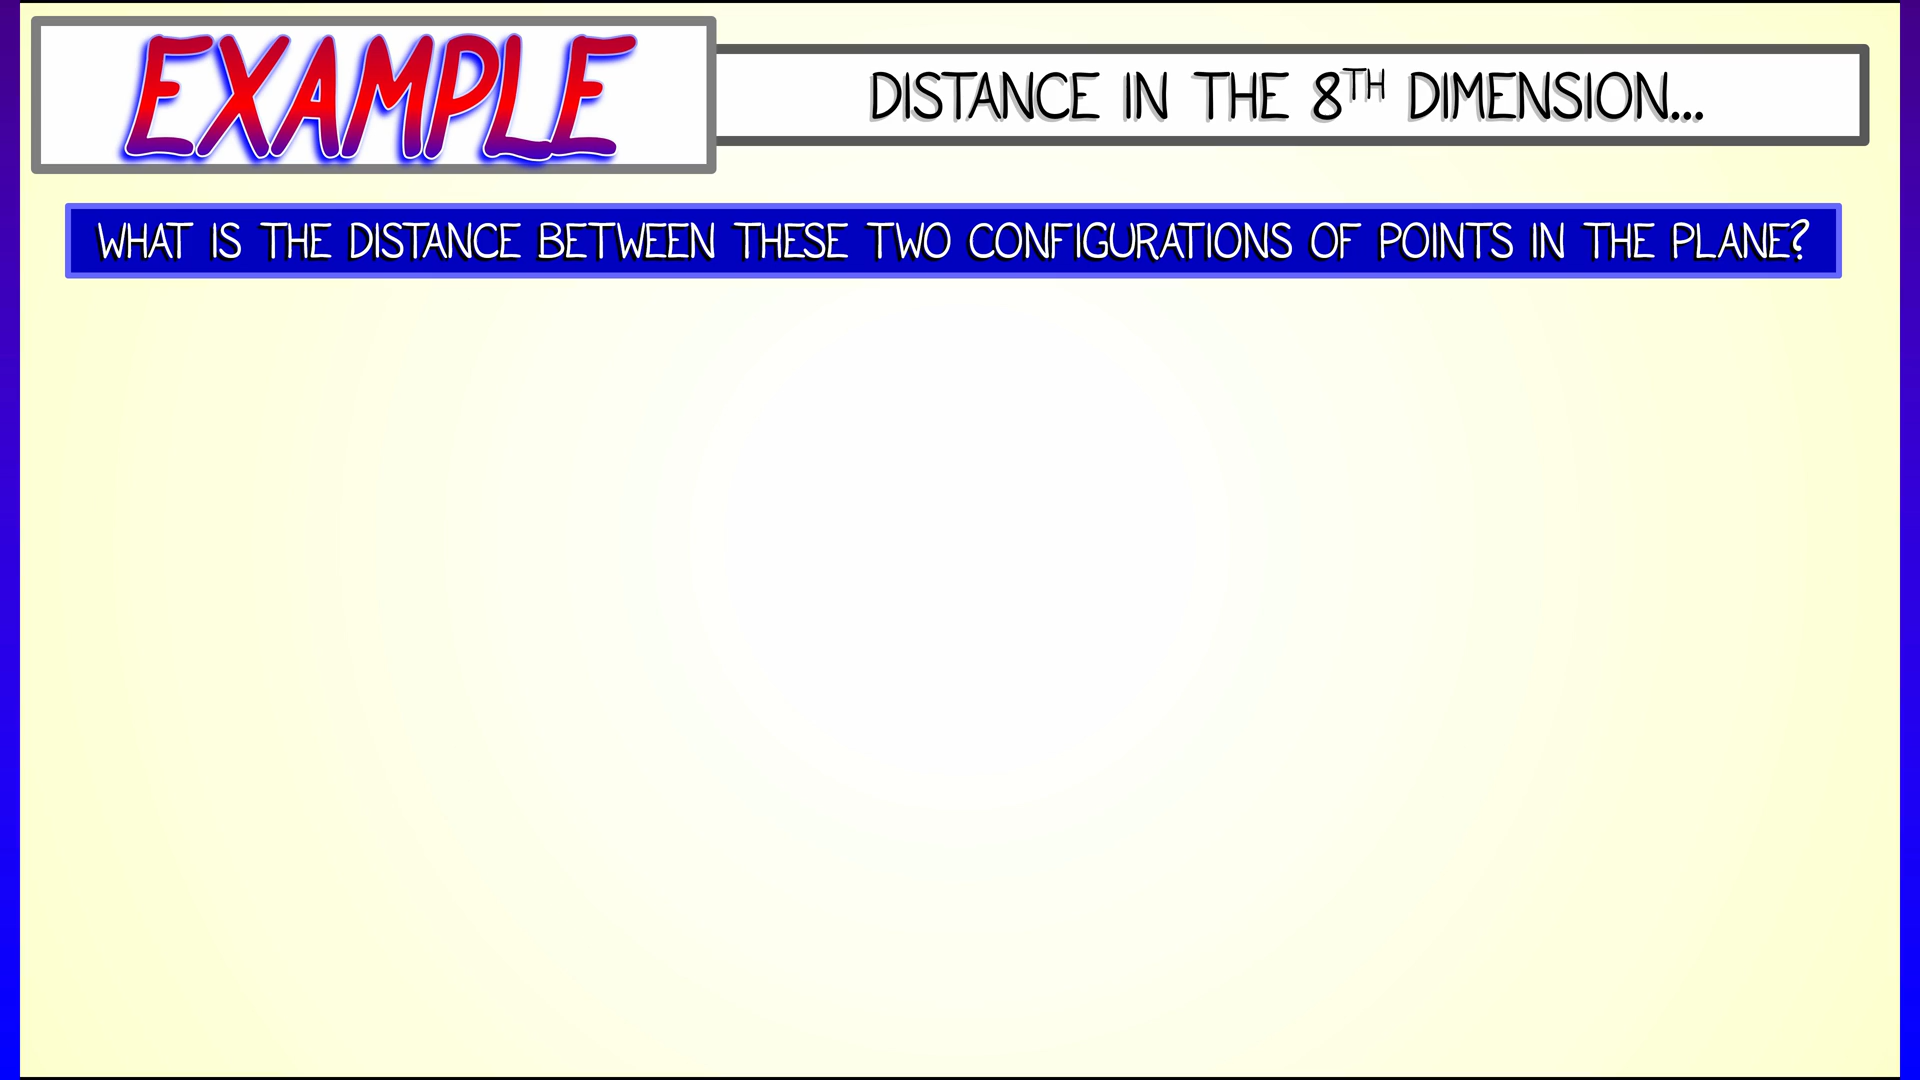 EXAMPLE
DISTANCE IN THE 8TH DIMENSION...
WHAT IS THE DISTANCE BETWEEN THESE TWO CONFIGURATIONS OF POINTS IN THE PLANE?